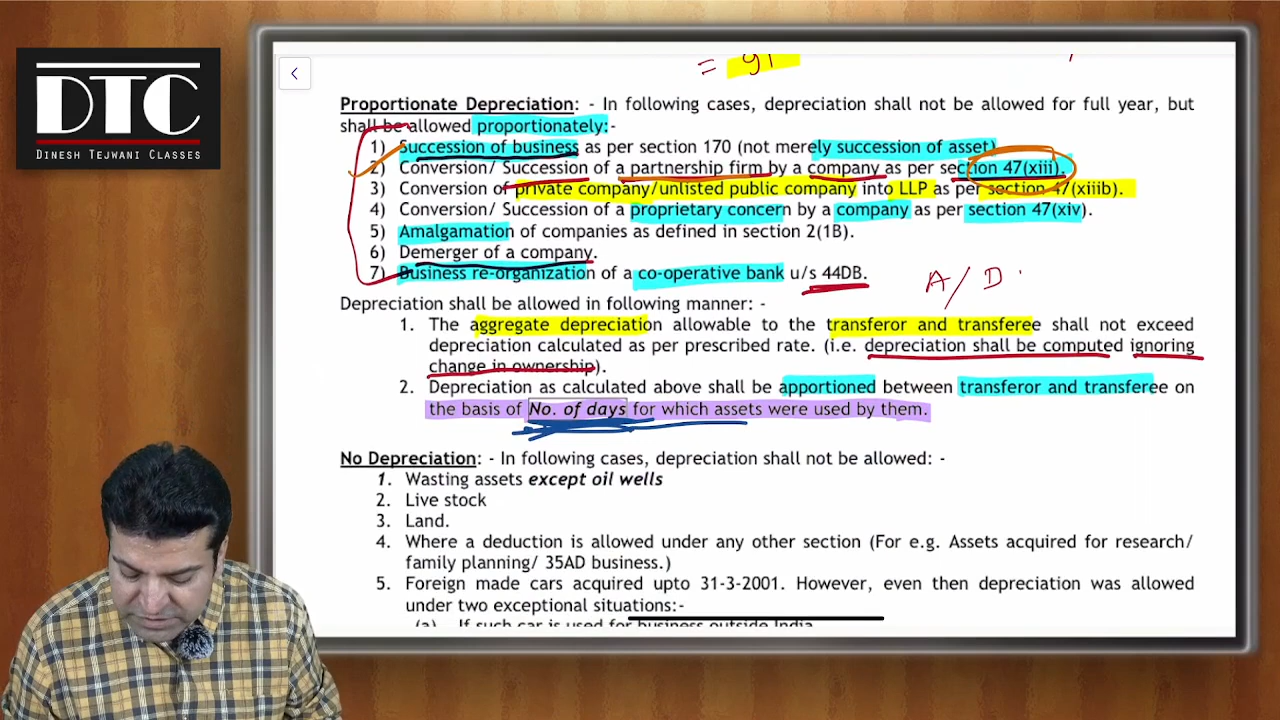 DTC
DINESH TEJWANI CLASSES
= 91
Proportionate Depreciation: - In following cases, depreciation shall not be allowed for full year, but
shall be allowed proportionately:-
1) Succession of business as per section 170 (not merely succession of asset)
2) Conversion/ Succession of a partnership firm by a company as per section 47(xiii).
3) Conversion of private company/unlisted public company into LLP as per section 47(xiiib).
4) Conversion/ Succession of a proprietary concern by a company as per section 47(xiv).
5) Amalgamation of companies as defined in section 2(1B).
6) Demerger of a company.
7) Business re-organization of a co-operative bank u/s 44DB.
A/D
Depreciation shall be allowed in following manner: -
1. The aggregate depreciation allowable to the transferor and transferee shall not exceed
depreciation calculated as per prescribed rate. (i.e. depreciation shall be computed ignoring
change in ownership).
2. Depreciation as calculated above shall be apportioned between transferor and transferee on
the basis of No. of days for which assets were used by them.
No Depreciation: - In following cases, depreciation shall not be allowed: -
1. Wasting assets except oil wells
2. Live stock
3. Land.
4. Where a deduction is allowed under any other section (For e.g. Assets acquired for research/
family planning/ 35AD business.)
5. Foreign made cars acquired upto 31-3-2001. However, even then depreciation was allowed
under two exceptional situations:-
(a) If such car is used for business outside India